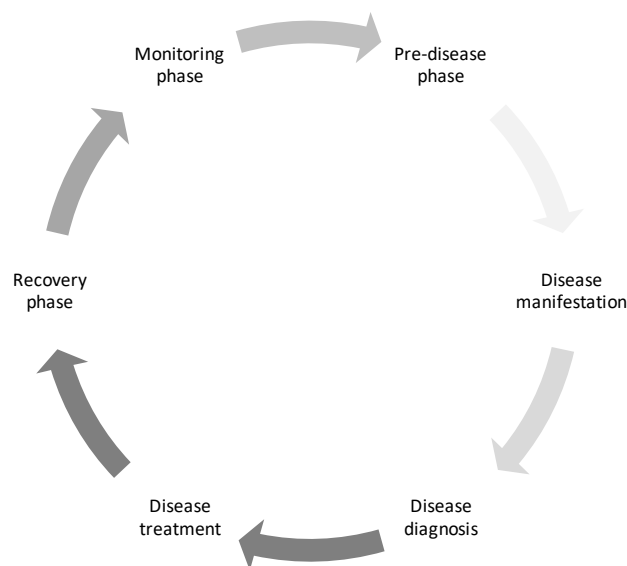 Monitoring
phase
Pre-disease
phase
Disease
manifestation
Disease
diagnosis
Disease
treatment
Recovery
phase